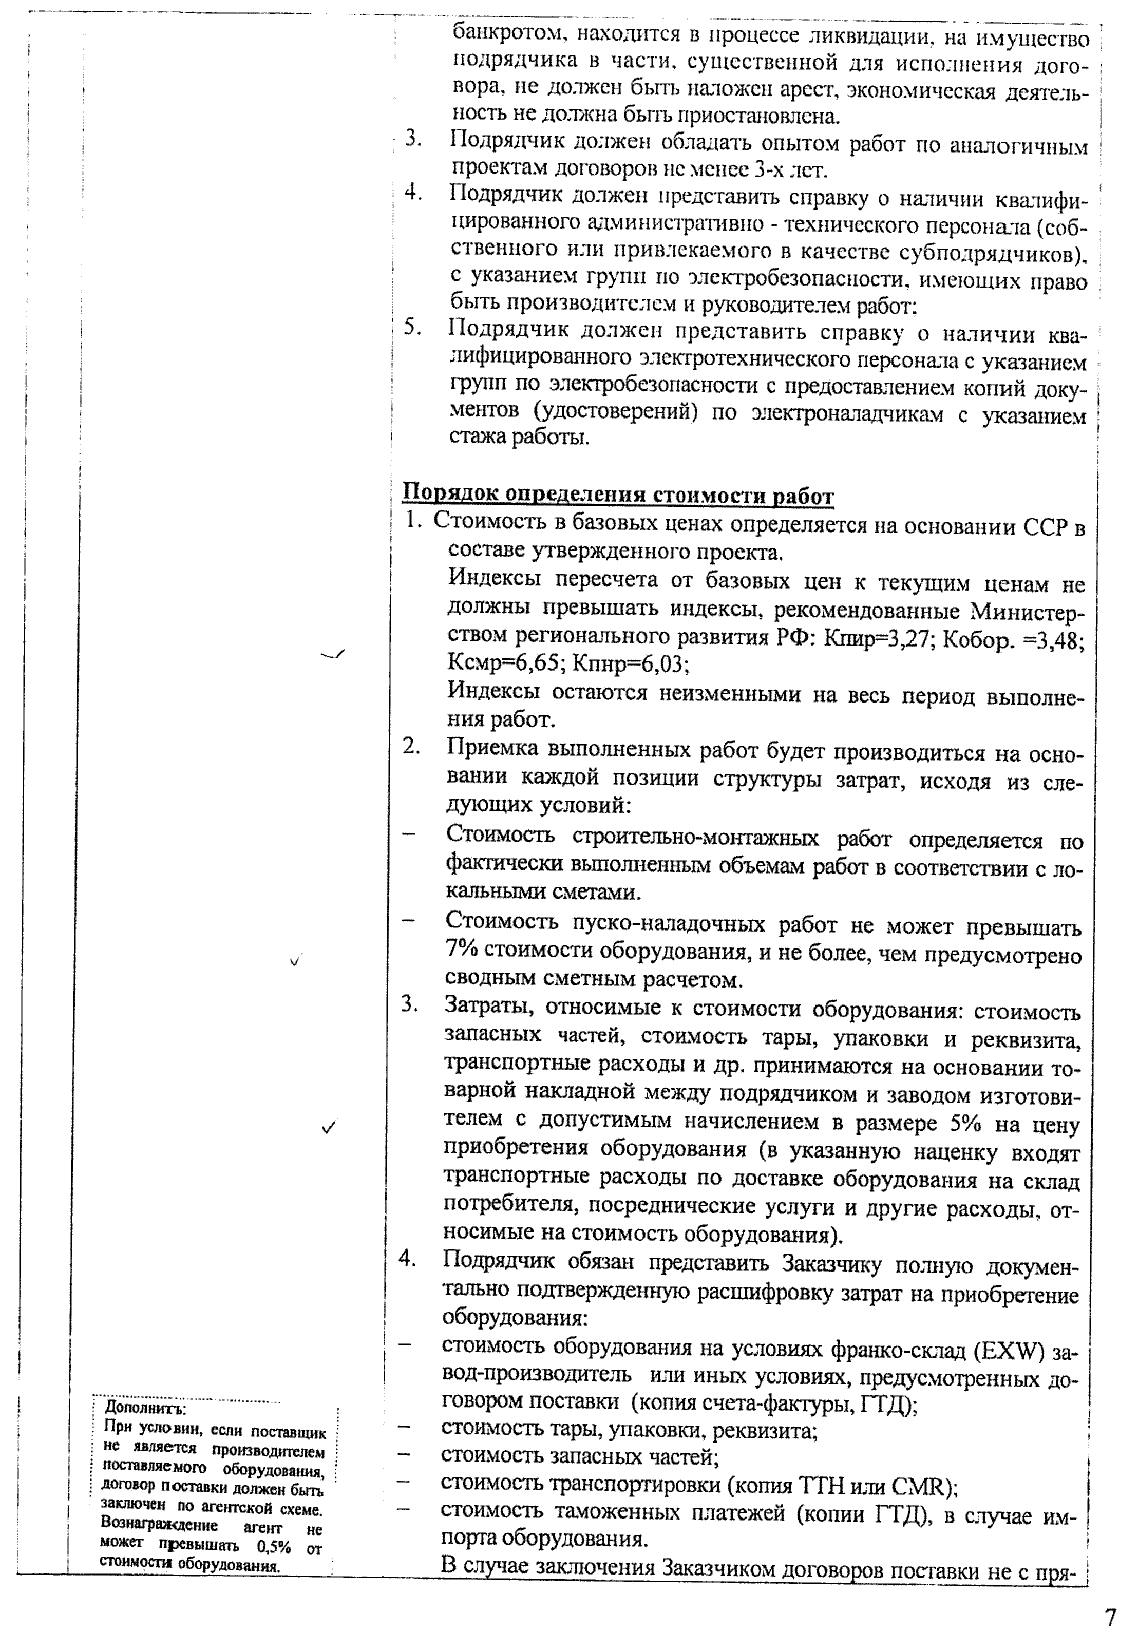 банкротом, находится в процессе ликвидации, на имущество
подрядчика в части, существенной для исполнения дого-
вора, не должен быть наложен арест, экономическая деятель-
ность не должна быть приостановлена.
3. Подрядчик должен обладать опытом работ по аналогичным
проектам договоров не менее 3-х лет.
4. Подрядчик должен представить справку о наличии квалифи-
цированного административно - технического персонала (соб-
ственного или привлекаемого в качестве субподрядчиков),
с указанием групп по электробезопасности, имеющих право
быть производителем и руководителем работ;
5. Подрядчик должен представить справку о наличии ква-
лифицированного электротехнического персонала с указанием
групп по электробезопасности с предоставлением копий доку-
ментов (удостоверений) по электроналадчикам с указанием
стажа работы.
Порядок определения стоимости работ
1. Стоимость в базовых ценах определяется на основании ССР в
составе утвержденного проекта.
Индексы пересчета от базовых цен к текущим ценам не
должны превышать индексы, рекомендованные Министер-
ством регионального развития РФ: Кпир=3,27; Кобор. =3,48;
Ксмр=6,65; Кпнр=6,03;
Индексы остаются неизменными на весь период выполне-
ния работ.
2. Приемка выполненных работ будет производиться на осно-
вании каждой позиции структуры затрат, исходя из сле-
дующих условий:
– Стоимость строительно-монтажных работ определяется по
фактически выполненным объемам работ в соответствии с ло-
кальными сметами.
– Стоимость пуско-наладочных работ не может превышать
7% стоимости оборудования, и не более, чем предусмотрено
сводным сметным расчетом.
3. Затраты, относимые к стоимости оборудования: стоимость
запасных частей, стоимость тары, упаковки и реквизита,
транспортные расходы и др. принимаются на основании то-
варной накладной между подрядчиком и заводом изготови-
телем с допустимым начислением в размере 5% на цену
приобретения оборудования (в указанную наценку входят
транспортные расходы по доставке оборудования на склад
потребителя, посреднические услуги и другие расходы, от-
носимые на стоимость оборудования).
4. Подрядчик обязан представить Заказчику полную докумен-
тально подтвержденную расшифровку затрат на приобретение
оборудования:
– стоимость оборудования на условиях франко-склад (EXW) за-
вод-производитель или иных условиях, предусмотренных до-
говором поставки (копия счета-фактуры, ГТД);
– стоимость тары, упаковки, реквизита;
– стоимость запасных частей;
– стоимость транспортировки (копия ТТН или CMR);
– стоимость таможенных платежей (копии ГТД), в случае им-
порта оборудования.
В случае заключения Заказчиком договоров поставки не с пря-
Дополнить:
При условии, если поставщик
не является производителем
поставляемого оборудования,
договор поставки должен быть
заключен по агентской схеме.
Вознаграждение агент не
может превышать 0,5% от
стоимости оборудования.
7